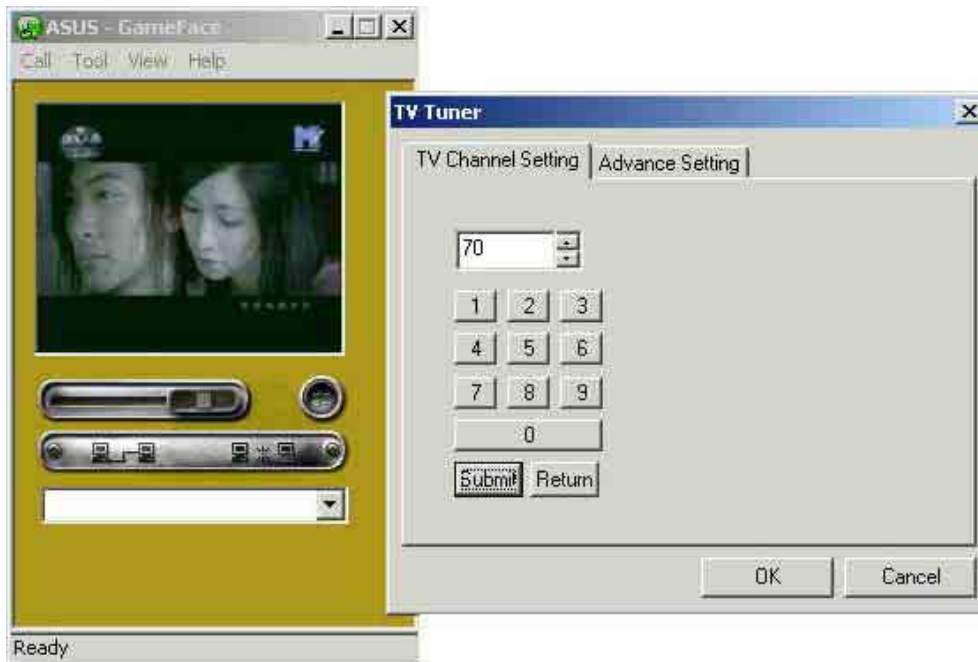 ASUS - GameFace
Call Tool View Help
Ready
TV Tuner
TV Channel Setting
Advance Setting
70
1 2 3
4 5 6
7 8 9
0
Submit Return
OK Cancel